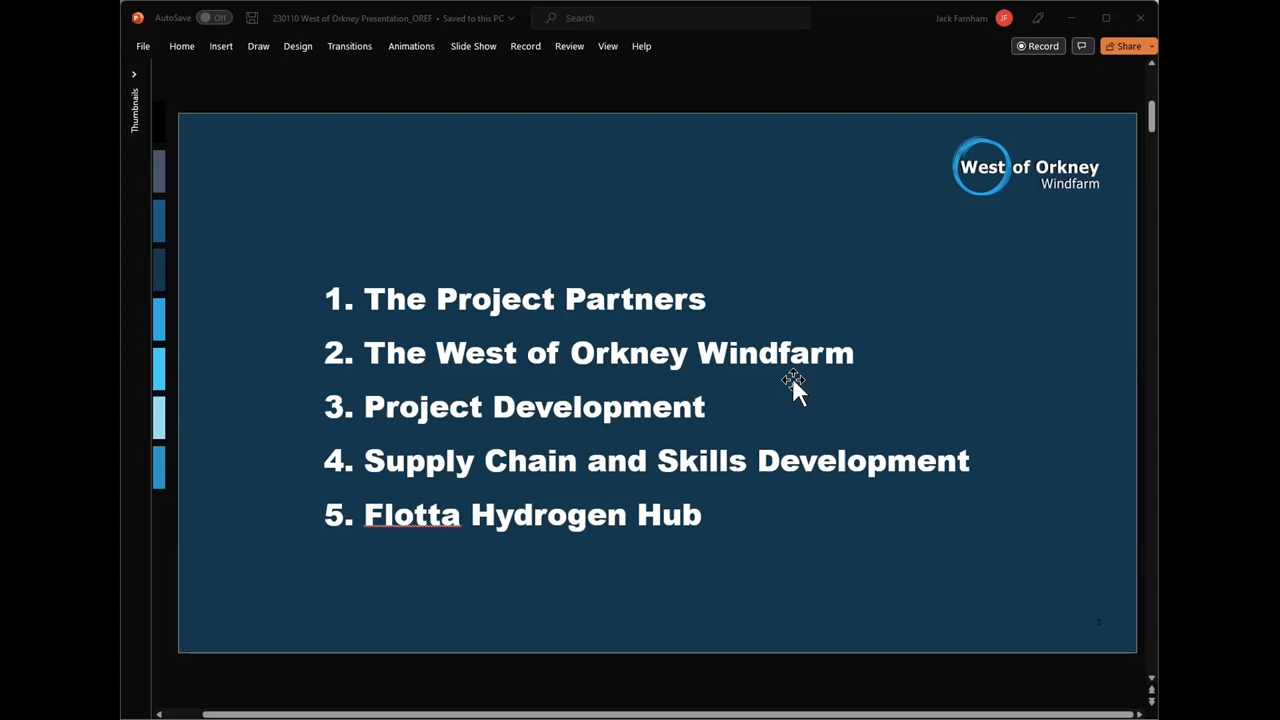 AutoSave Off 230110 West of Orkney Presentation_OREF • Saved to this PC Search Jack Farnham JF
File Home Insert Draw Design Transitions Animations Slide Show Record Review View Help Record Share
Thumbnails
West of Orkney
Windfarm
1. The Project Partners
2. The West of Orkney Windfarm
3. Project Development
4. Supply Chain and Skills Development
5. Flotta Hydrogen Hub
2